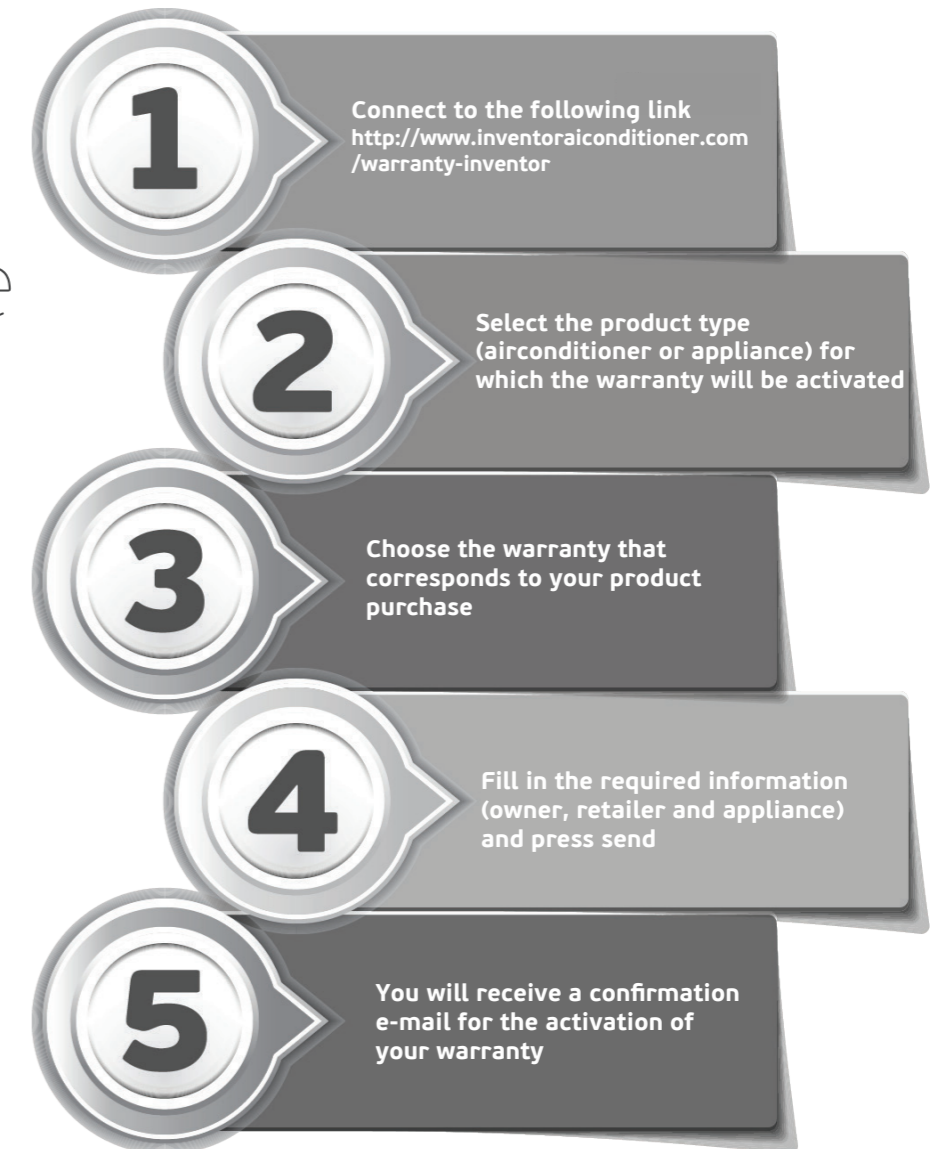 1
Connect to the following link
http://www.inventoraiconditioner.com
/warranty-inventor
2
Select the product type
(airconditioner or appliance) for
which the warranty will be activated
3
Choose the warranty that
corresponds to your product
purchase
4
Fill in the required information
(owner, retailer and appliance)
and press send
5
You will receive a confirmation
e-mail for the activation of
your warranty